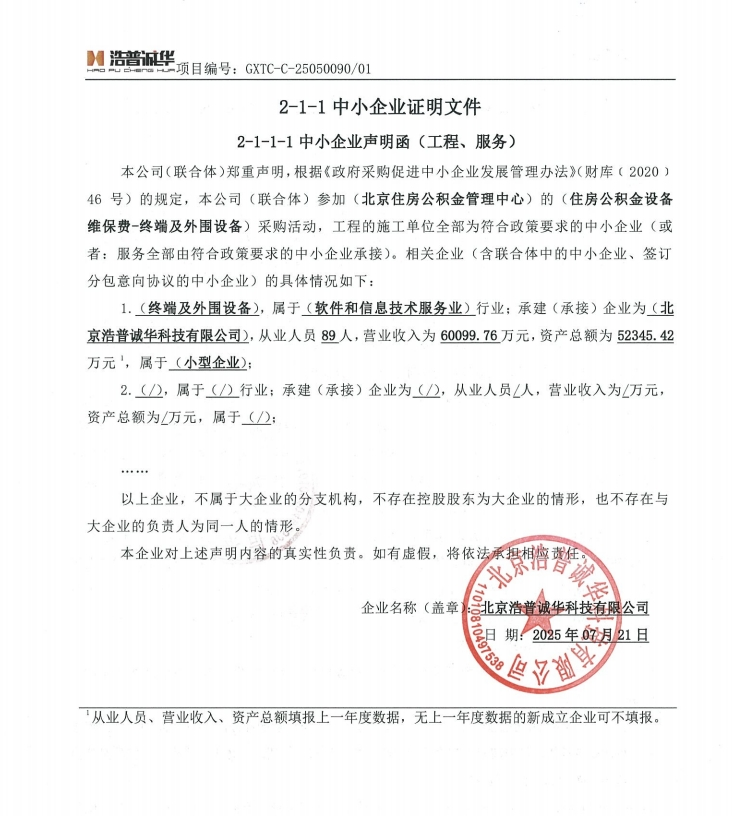 浩普诚华
HAO PU CHENG HUA 项目编号：GXTC-C-25050090/01
2-1-1 中小企业证明文件
2-1-1-1 中小企业声明函（工程、服务）
本公司（联合体）郑重声明，根据《政府采购促进中小企业发展管理办法》（财库﹝2020﹞
46 号）的规定，本公司（联合体）参加（北京住房公积金管理中心）的（住房公积金设备
维保费-终端及外围设备）采购活动，工程的施工单位全部为符合政策要求的中小企业（或
者：服务全部由符合政策要求的中小企业承接）。相关企业（含联合体中的中小企业、签订
分包意向协议的中小企业）的具体情况如下：
1.（终端及外围设备），属于（软件和信息技术服务业）行业；承建（承接）企业为（北
京浩普诚华科技有限公司），从业人员 89 人，营业收入为 60099.76 万元，资产总额为 52345.42
万元 1，属于（小型企业）；
2.（/），属于（/）行业；承建（承接）企业为（/），从业人员/人，营业收入为/万元，
资产总额为/万元，属于（/）；
……
以上企业，不属于大企业的分支机构，不存在控股股东为大企业的情形，也不存在与
大企业的负责人为同一人的情形。
本企业对上述声明内容的真实性负责。如有虚假，将依法承担相应责任。
企业名称（盖章）：北京浩普诚华科技有限公司
日 期：2025 年 07 月 21 日
北京浩普诚华科技有限公司
11010810497538
1 从业人员、营业收入、资产总额填报上一年度数据，无上一年度数据的新成立企业可不填报。